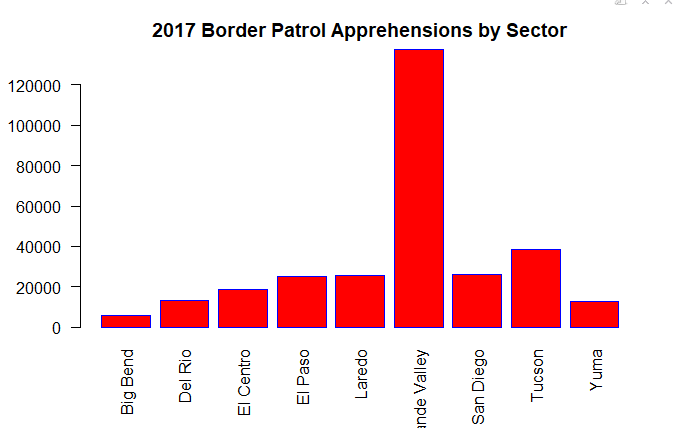 2017 Border Patrol Apprehensions by Sector
120000
100000
80000
60000
40000
20000
0
Big Bend
Del Rio
El Centro
El Paso
Laredo
ande Valley
San Diego
Tucson
Yuma